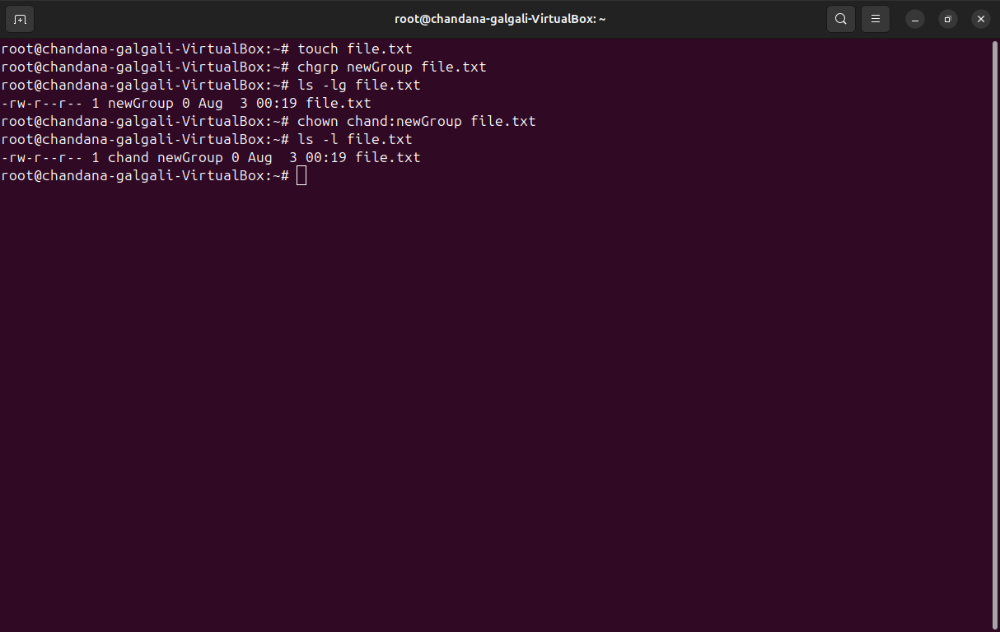 root@chandana-galgali-VirtualBox: ~
root@chandana-galgali-VirtualBox:~# touch file.txt
root@chandana-galgali-VirtualBox:~# chgrp newGroup file.txt
root@chandana-galgali-VirtualBox:~# ls -lg file.txt
-rw-r--r-- 1 newGroup 0 Aug  3 00:19 file.txt
root@chandana-galgali-VirtualBox:~# chown chand:newGroup file.txt
root@chandana-galgali-VirtualBox:~# ls -l file.txt
-rw-r--r-- 1 chand newGroup 0 Aug  3 00:19 file.txt
root@chandana-galgali-VirtualBox:~#